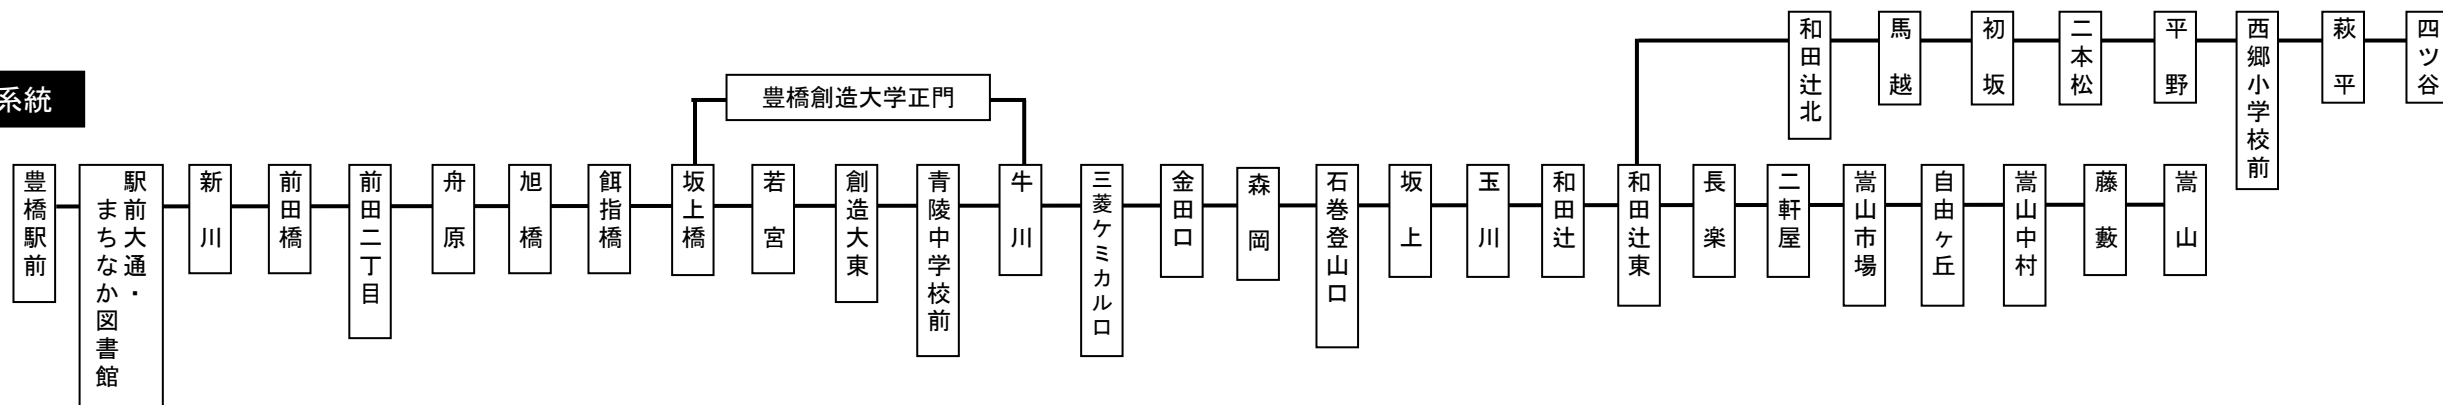 系統
和田辻北
馬越
初坂
二本松
平野
西郷小学校前
萩平
四ツ谷
豊橋創造大学正門
豊橋駅前
駅前大通・
まちなか図書館
新川
前田橋
前田二丁目
舟原
旭橋
餌指橋
坂上橋
若宮
創造大東
青陵中学校前
牛川
三菱ケミカル口
金田口
森岡
石巻登山口
坂上
玉川
和田辻
和田辻東
長楽
二軒屋
嵩山市場
自由ヶ丘
嵩山中村
藤藪
嵩山